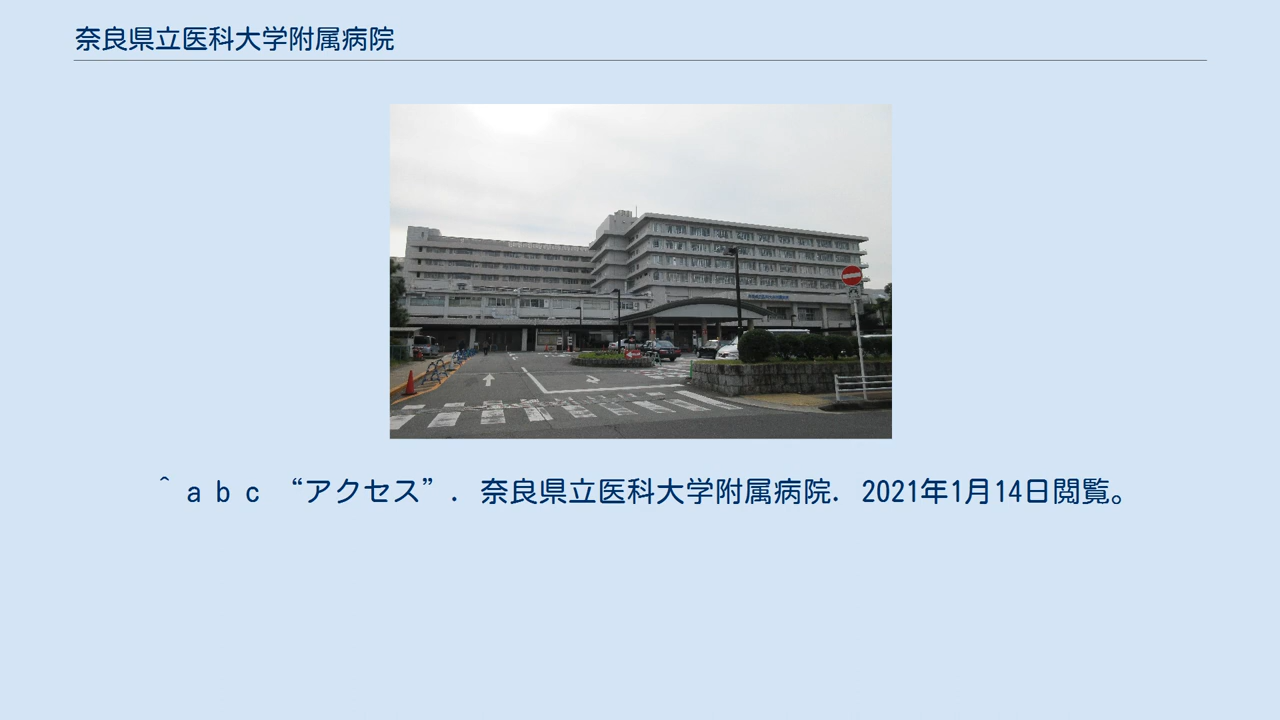 奈良県立医科大学附属病院
^ a b c “アクセス”. 奈良県立医科大学附属病院. 2021年1月14日閲覧。